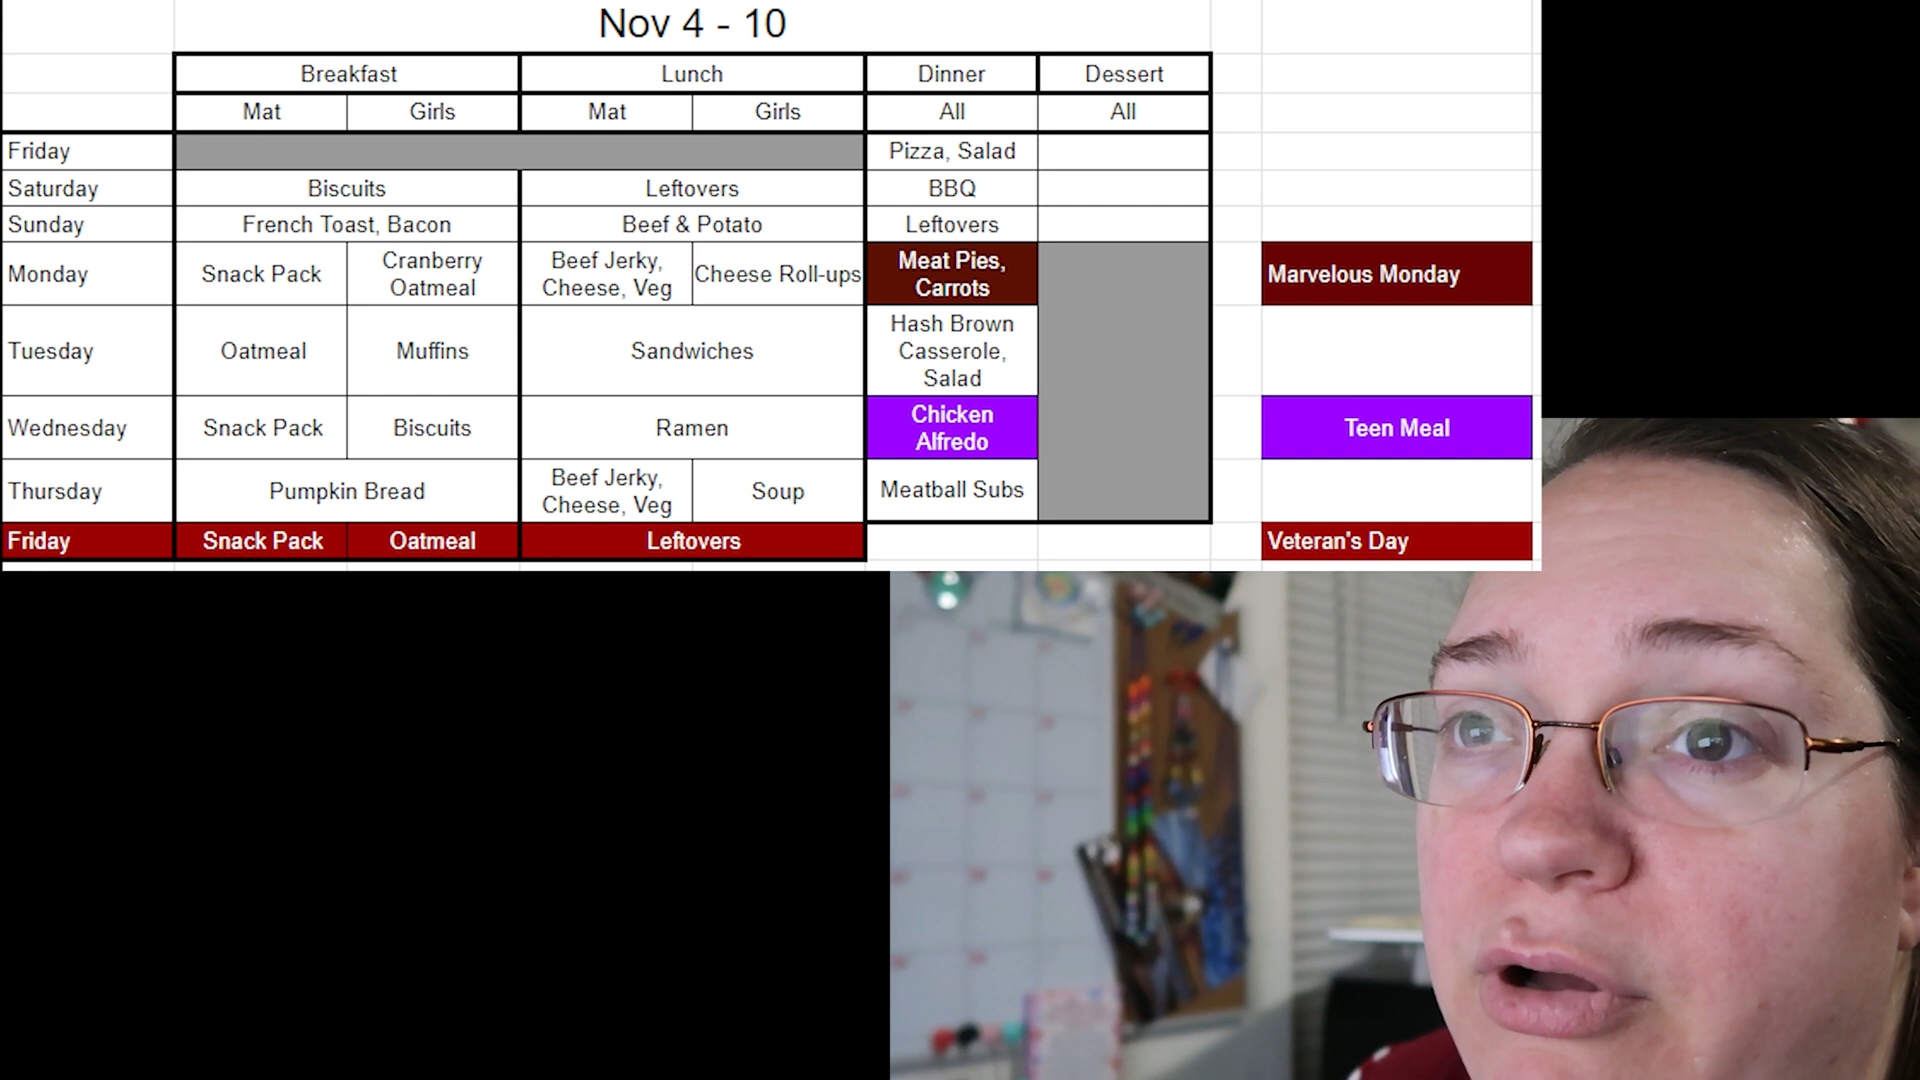 Nov 4 - 10
Breakfast Lunch Dinner Dessert
Mat Girls Mat Girls All All
Friday Pizza, Salad
Saturday Biscuits Leftovers BBQ
Sunday French Toast, Bacon Beef & Potato Leftovers
Monday Snack Pack Cranberry Oatmeal Beef Jerky, Cheese, Veg Cheese Roll-ups Meat Pies, Carrots Marvelous Monday
Tuesday Oatmeal Muffins Sandwiches Hash Brown Casserole, Salad
Wednesday Snack Pack Biscuits Ramen Chicken Alfredo Teen Meal
Thursday Pumpkin Bread Beef Jerky, Cheese, Veg Soup Meatball Subs
Friday Snack Pack Oatmeal Leftovers Veteran's Day